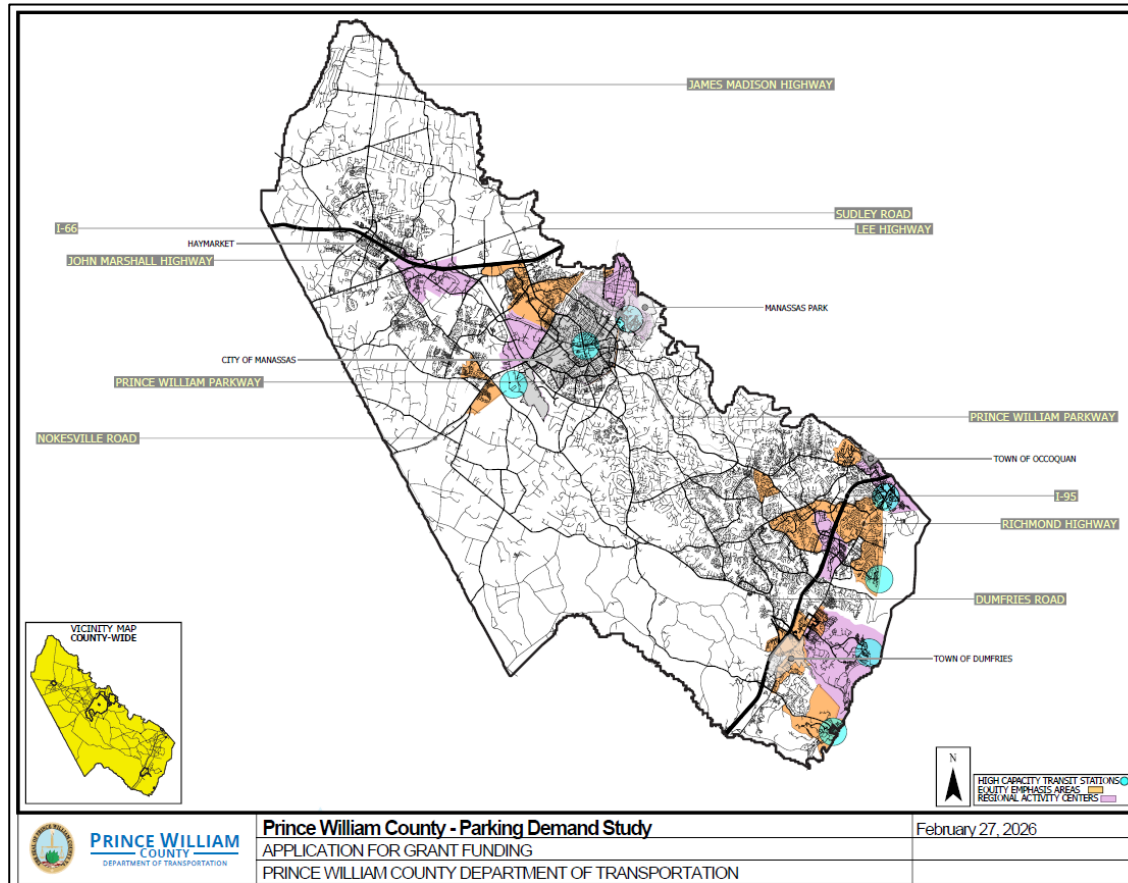 JAMES MADISON HIGHWAY
SUDLEY ROAD
I-66
LEE HIGHWAY
HAYMARKET
JOHN MARSHALL HIGHWAY
MANASSAS PARK
CITY OF MANASSAS
PRINCE WILLIAM PARKWAY
PRINCE WILLIAM PARKWAY
NOKESVILLE ROAD
TOWN OF OCCOQUAN
I-95
RICHMOND HIGHWAY
DUMFRIES ROAD
TOWN OF DUMFRIES
VICINITY MAP
COUNTY-WIDE
N
HIGH CAPACITY TRANSIT STATIONS
EQUITY EMPHASIS AREAS
REGIONAL ACTIVITY CENTERS
PRINCE WILLIAM
COUNTY
DEPARTMENT OF TRANSPORTATION
Prince William County - Parking Demand Study
February 27, 2026
APPLICATION FOR GRANT FUNDING
PRINCE WILLIAM COUNTY DEPARTMENT OF TRANSPORTATION